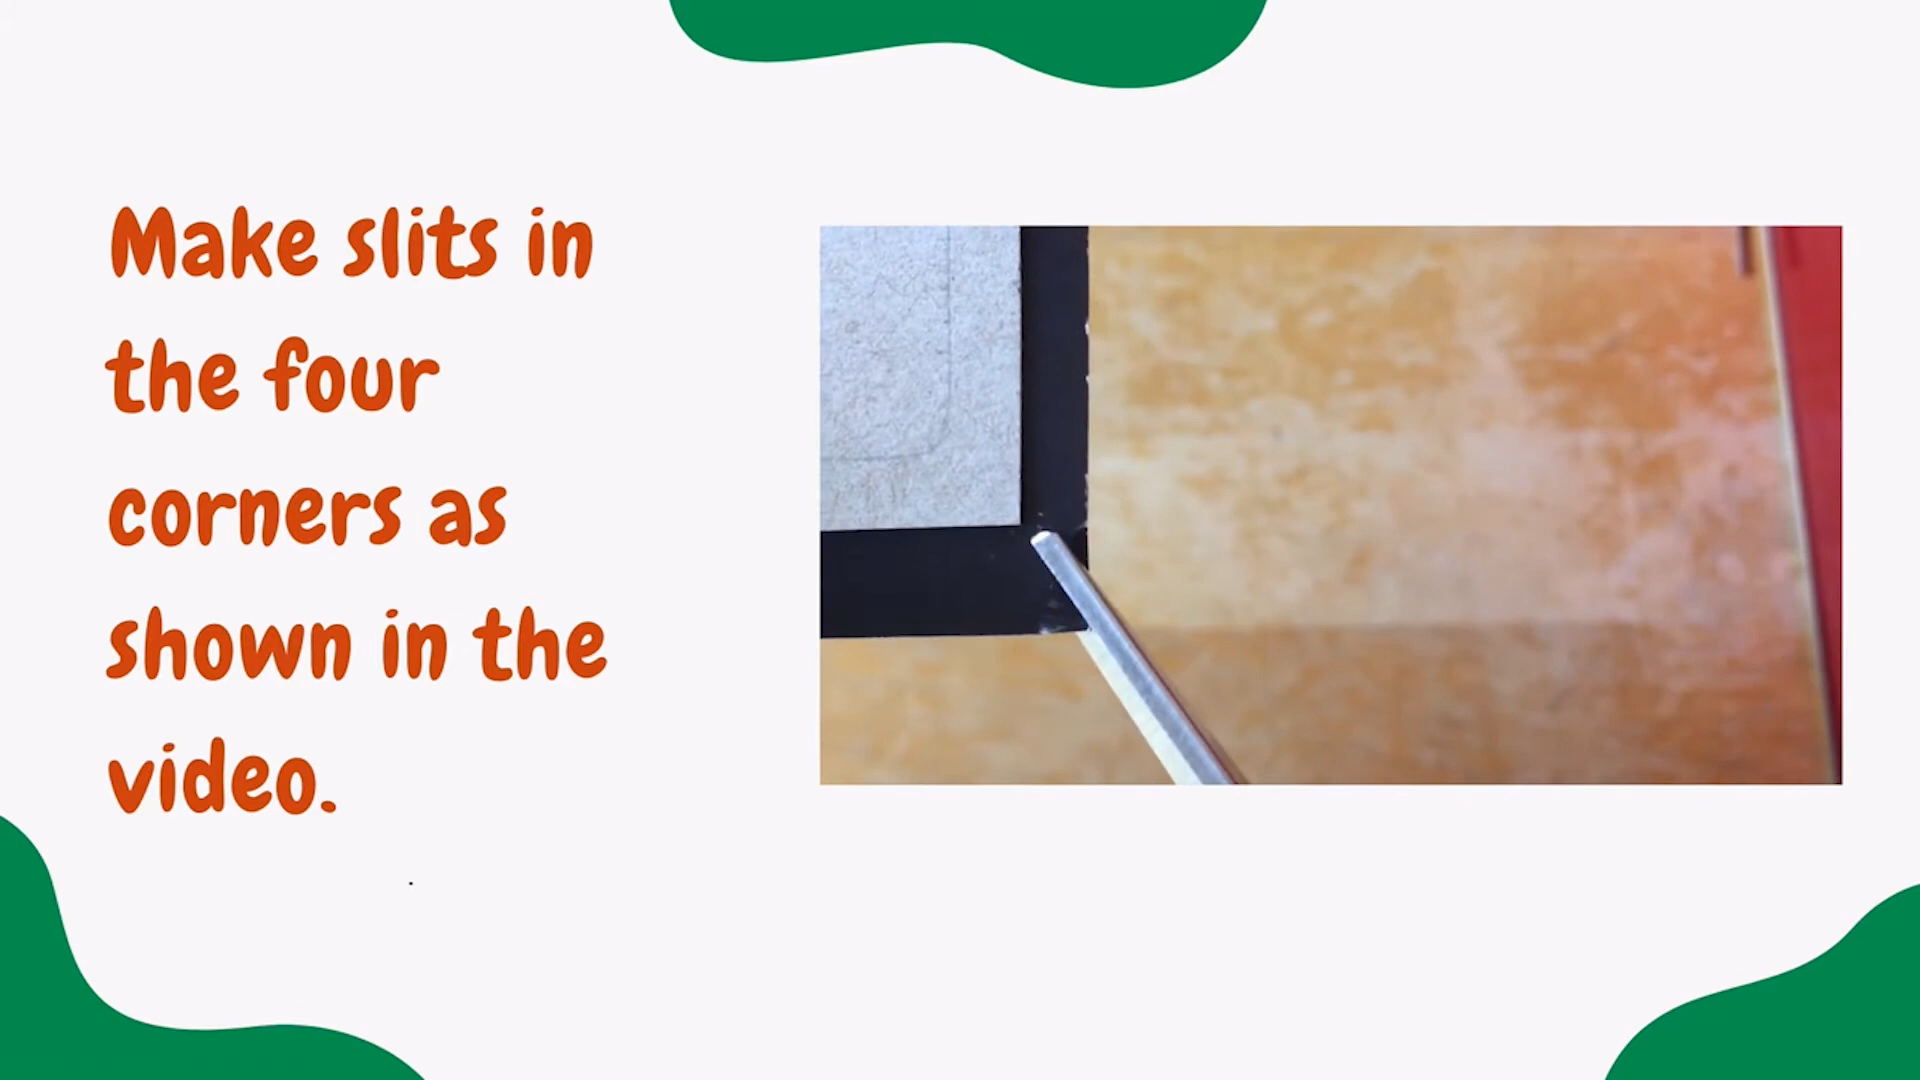 Make slits in
the four
corners as
shown in the
video.